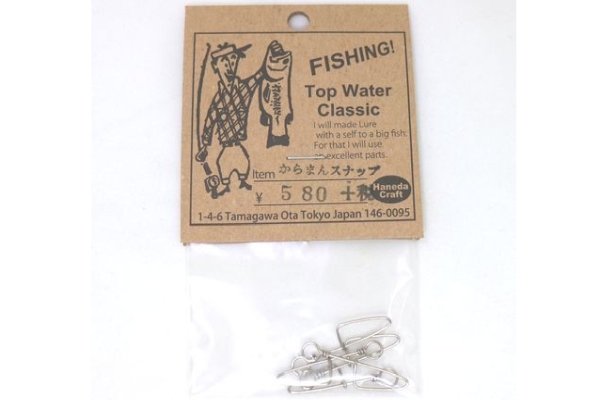 FISHING!
Top Water
Classic
I will made Lure
with a self to a big fish:
For that I will use
an excellent parts.
Item からまんスナップ
¥ 580 +税
Haneda
Craft
1-4-6 Tamagawa Ota Tokyo Japan 146-0095